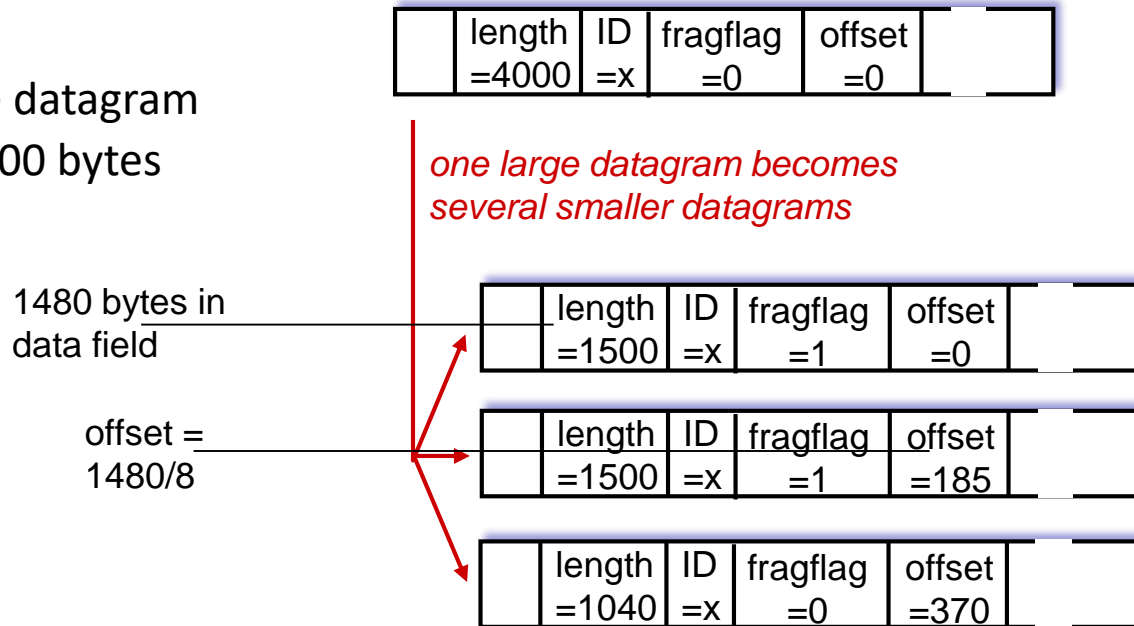 length ID fragflag offset
=4000 =x =0 =0
datagram
00 bytes
one large datagram becomes
several smaller datagrams
1480 bytes in
data field
length ID fragflag offset
=1500 =x =1 =0
offset =
1480/8
length ID fragflag offset
=1500 =x =1 =185
length ID fragflag offset
=1040 =x =0 =370